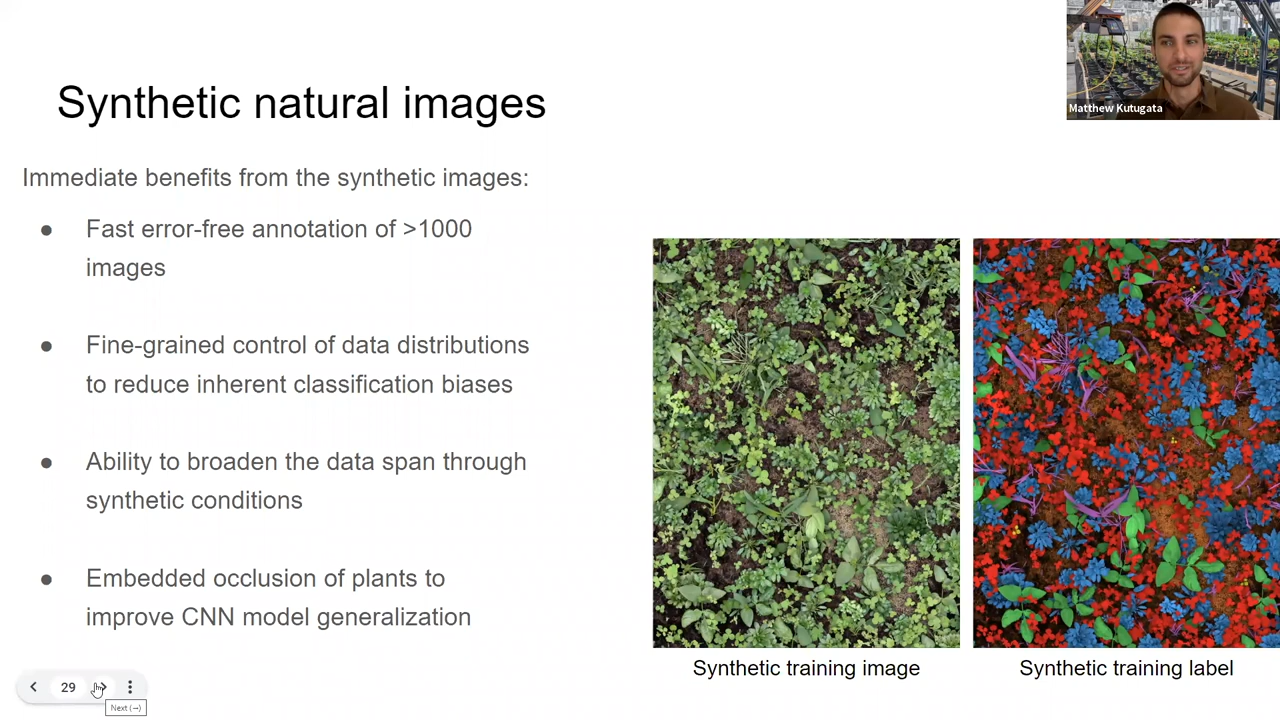 Matthew Kutugata
Synthetic natural images
Immediate benefits from the synthetic images:
● Fast error-free annotation of >1000
images
● Fine-grained control of data distributions
to reduce inherent classification biases
● Ability to broaden the data span through
synthetic conditions
● Embedded occlusion of plants to
improve CNN model generalization
Synthetic training image
Synthetic training label
29
Next (→)